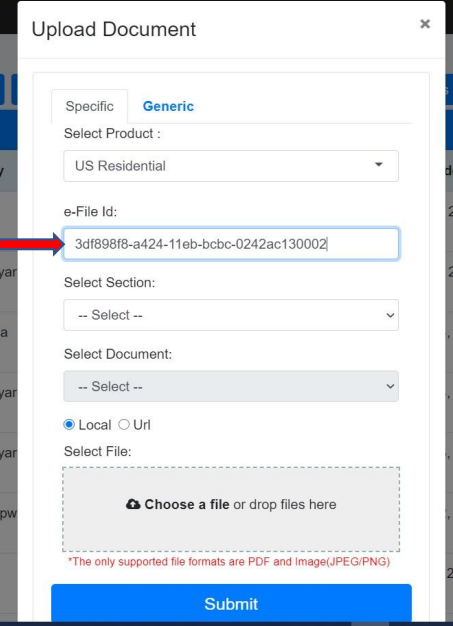 Upload Document
×
Specific Generic
Select Product :
US Residential
e-File Id:
3df898f8-a424-11eb-bcbc-0242ac130002
Select Section:
-- Select --
Select Document:
-- Select --
Local Url
Select File:
Choose a file or drop files here
*The only supported file formats are PDF and Image(JPEG/PNG)
Submit